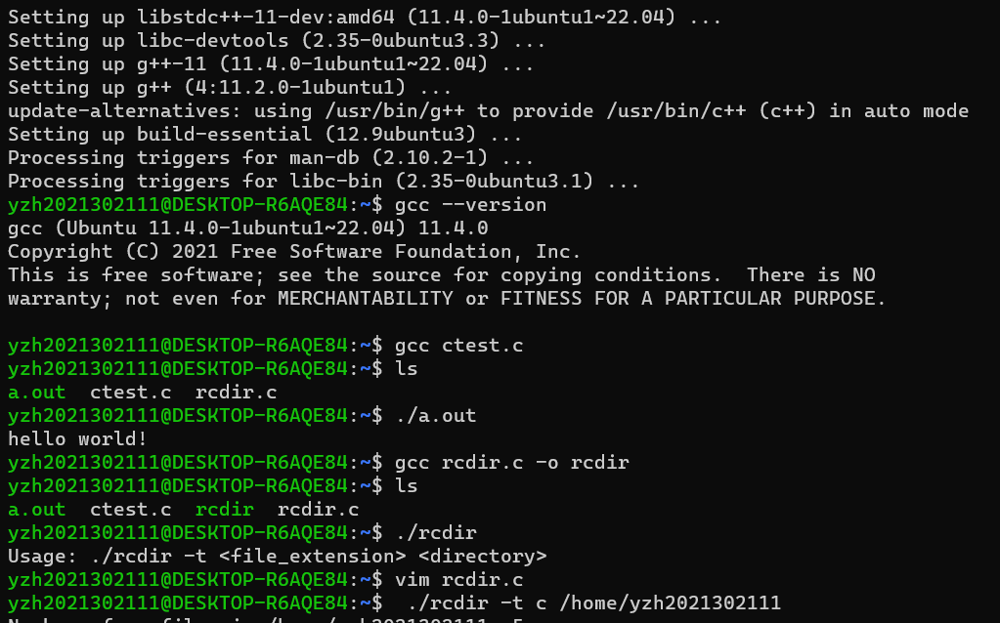 Setting up libstdc++-11-dev:amd64 (11.4.0-1ubuntu1~22.04) ...
Setting up libc-devtools (2.35-0ubuntu3.3) ...
Setting up g++-11 (11.4.0-1ubuntu1~22.04) ...
Setting up g++ (4:11.2.0-1ubuntu1) ...
update-alternatives: using /usr/bin/g++ to provide /usr/bin/c++ (c++) in auto mode
Setting up build-essential (12.9ubuntu3) ...
Processing triggers for man-db (2.10.2-1) ...
Processing triggers for libc-bin (2.35-0ubuntu3.1) ...
yzh2021302111@DESKTOP-R6AQE84:~$ gcc --version
gcc (Ubuntu 11.4.0-1ubuntu1~22.04) 11.4.0
Copyright (C) 2021 Free Software Foundation, Inc.
This is free software; see the source for copying conditions.  There is NO
warranty; not even for MERCHANTABILITY or FITNESS FOR A PARTICULAR PURPOSE.
yzh2021302111@DESKTOP-R6AQE84:~$ gcc ctest.c
yzh2021302111@DESKTOP-R6AQE84:~$ ls
a.out  ctest.c  rcdir.c
yzh2021302111@DESKTOP-R6AQE84:~$ ./a.out
hello world!
yzh2021302111@DESKTOP-R6AQE84:~$ gcc rcdir.c -o rcdir
yzh2021302111@DESKTOP-R6AQE84:~$ ls
a.out  ctest.c  rcdir  rcdir.c
yzh2021302111@DESKTOP-R6AQE84:~$ ./rcdir
Usage: ./rcdir -t <file_extension> <directory>
yzh2021302111@DESKTOP-R6AQE84:~$ vim rcdir.c
yzh2021302111@DESKTOP-R6AQE84:~$  ./rcdir -t c /home/yzh2021302111